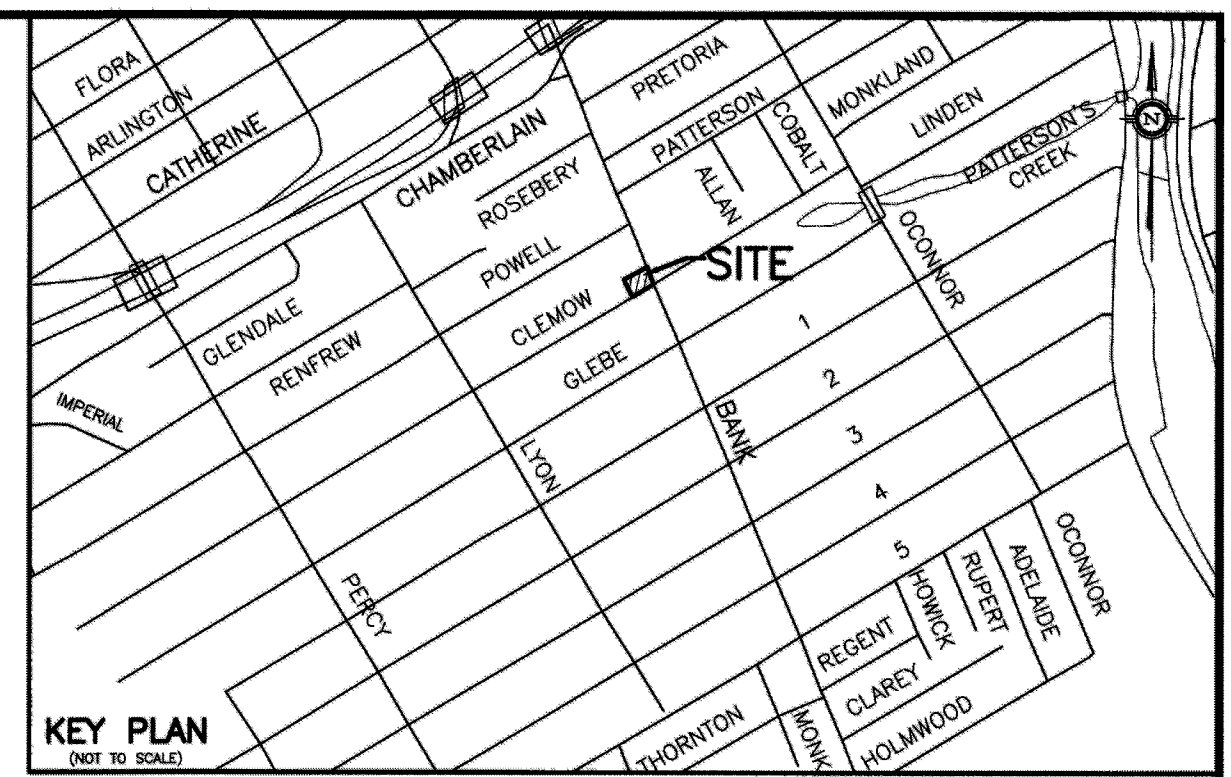 FLORA
ARLINGTON
CATHERINE
CHAMBERLAIN
PRETORIA
PATTERSON
COBALT
MONKLAND
LINDEN
PATTERSON'S
CREEK
N
ROSEBERY
ALLAN
POWELL
OCONNOR
SITE
CLEMOW
GLEBE
GLENDALE
RENFREW
IMPERIAL
1
2
3
4
5
BANK
LYON
PERCY
OCONNOR
ADELAIDE
RUPERT
HOWICK
REGENT
CLAREY
HOLMWOOD
MONK
THORNTON
KEY PLAN
(NOT TO SCALE)